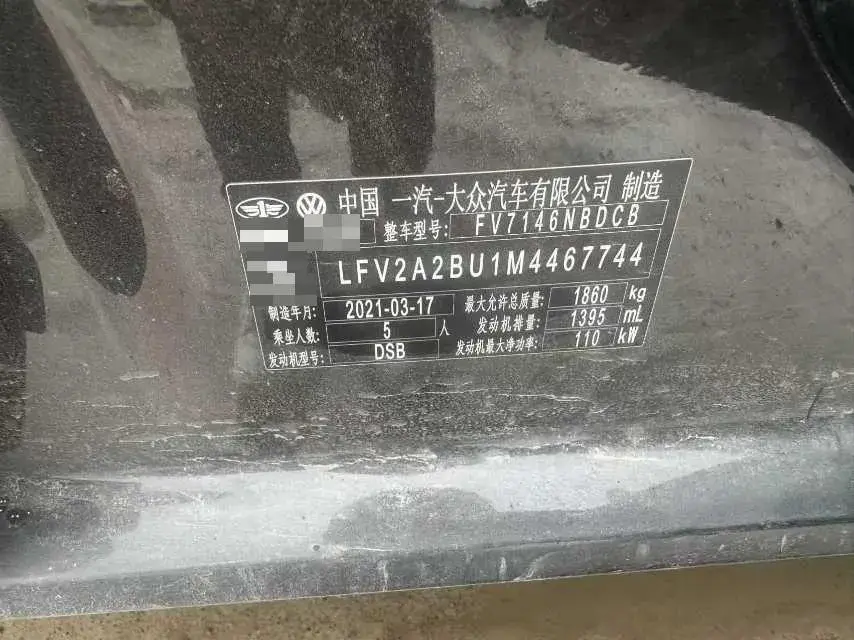 中国 一汽-大众汽车有限公司 制造
整车型号: FV7146NBDCB
LFV2A2BU1M4467744
制造年月: 2021-03-17 最大允许总质量: 1860 kg
乘坐人数: 5 人 发动机排量: 1395 mL
发动机型号: DSB 发动机最大净功率: 110 kW